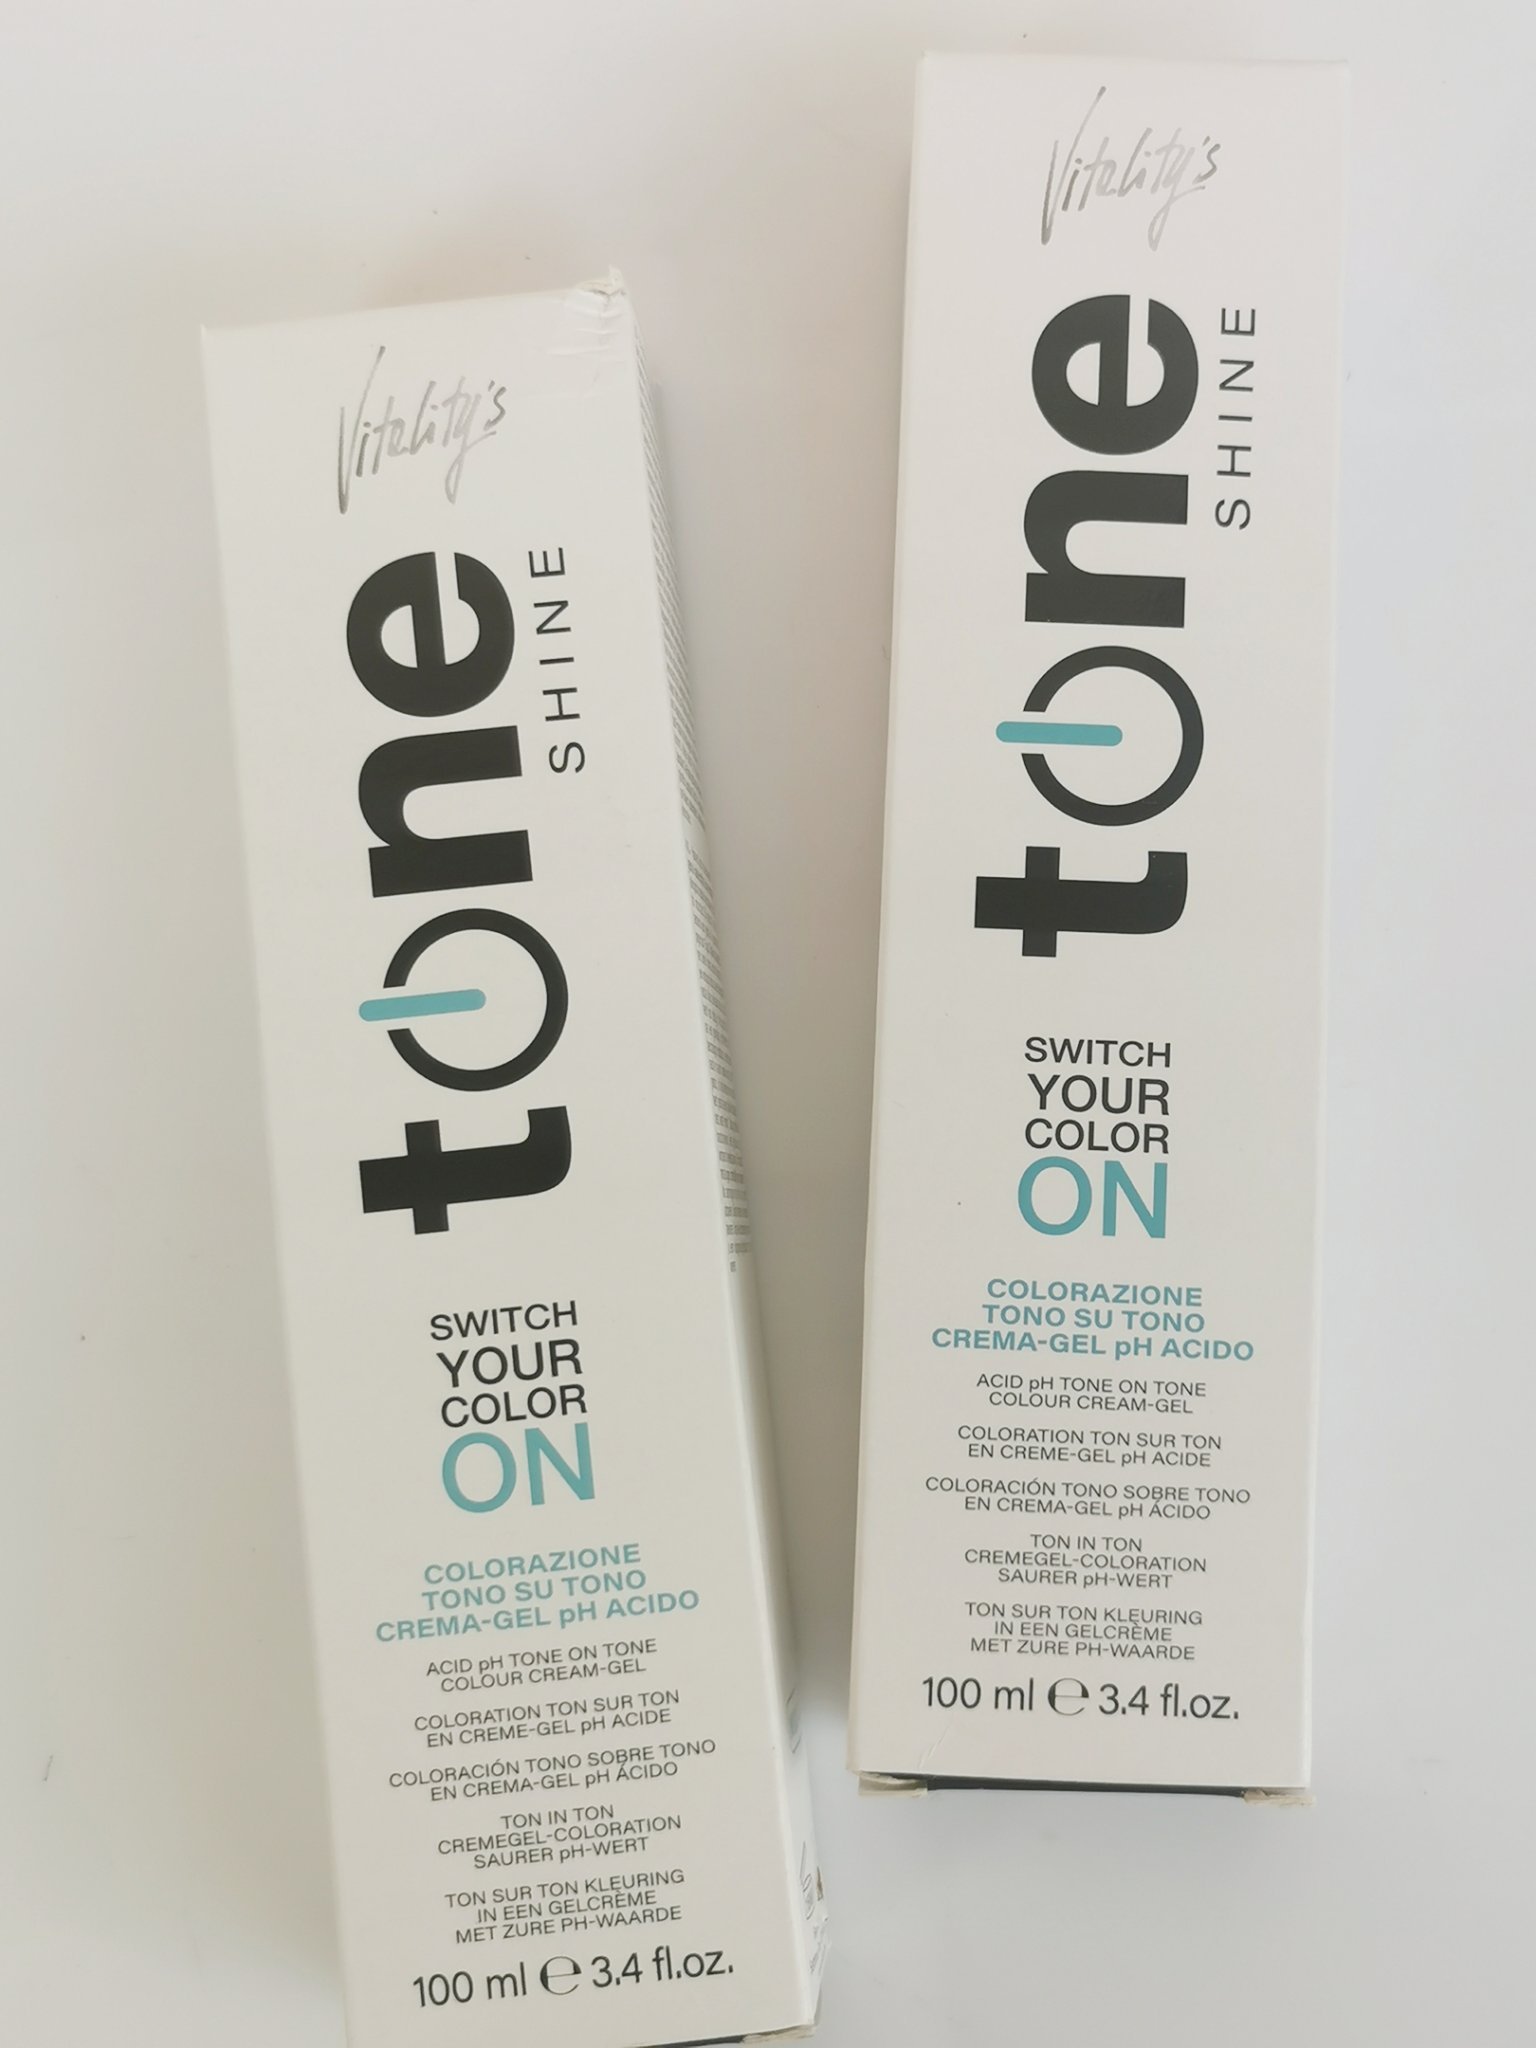 Vitality's
tone
SHINE
SWITCH
YOUR
COLOR
ON
COLORAZIONE
TONO SU TONO
CREMA-GEL pH ACIDO
ACID pH TONE ON TONE
COLOUR CREAM-GEL
COLORATION TON SUR TON
EN CREME-GEL pH ACIDE
COLORACIÓN TONO SOBRE TONO
EN CREMA-GEL pH ÁCIDO
TON IN TON
CREMEGEL-COLORATION
SAURER pH-WERT
TON SUR TON KLEURING
IN EEN GELCRÈME
MET ZURE PH-WAARDE
100 ml ℮ 3.4 fl.oz.
Vitality's
tone
SHINE
SWITCH
YOUR
COLOR
ON
COLORAZIONE
TONO SU TONO
CREMA-GEL pH ACIDO
ACID pH TONE ON TONE
COLOUR CREAM-GEL
COLORATION TON SUR TON
EN CREME-GEL pH ACIDE
COLORACIÓN TONO SOBRE TONO
EN CREMA-GEL pH ÁCIDO
TON IN TON
CREMEGEL-COLORATION
SAURER pH-WERT
TON SUR TON KLEURING
IN EEN GELCRÈME
MET ZURE PH-WAARDE
100 ml ℮ 3.4 fl.oz.